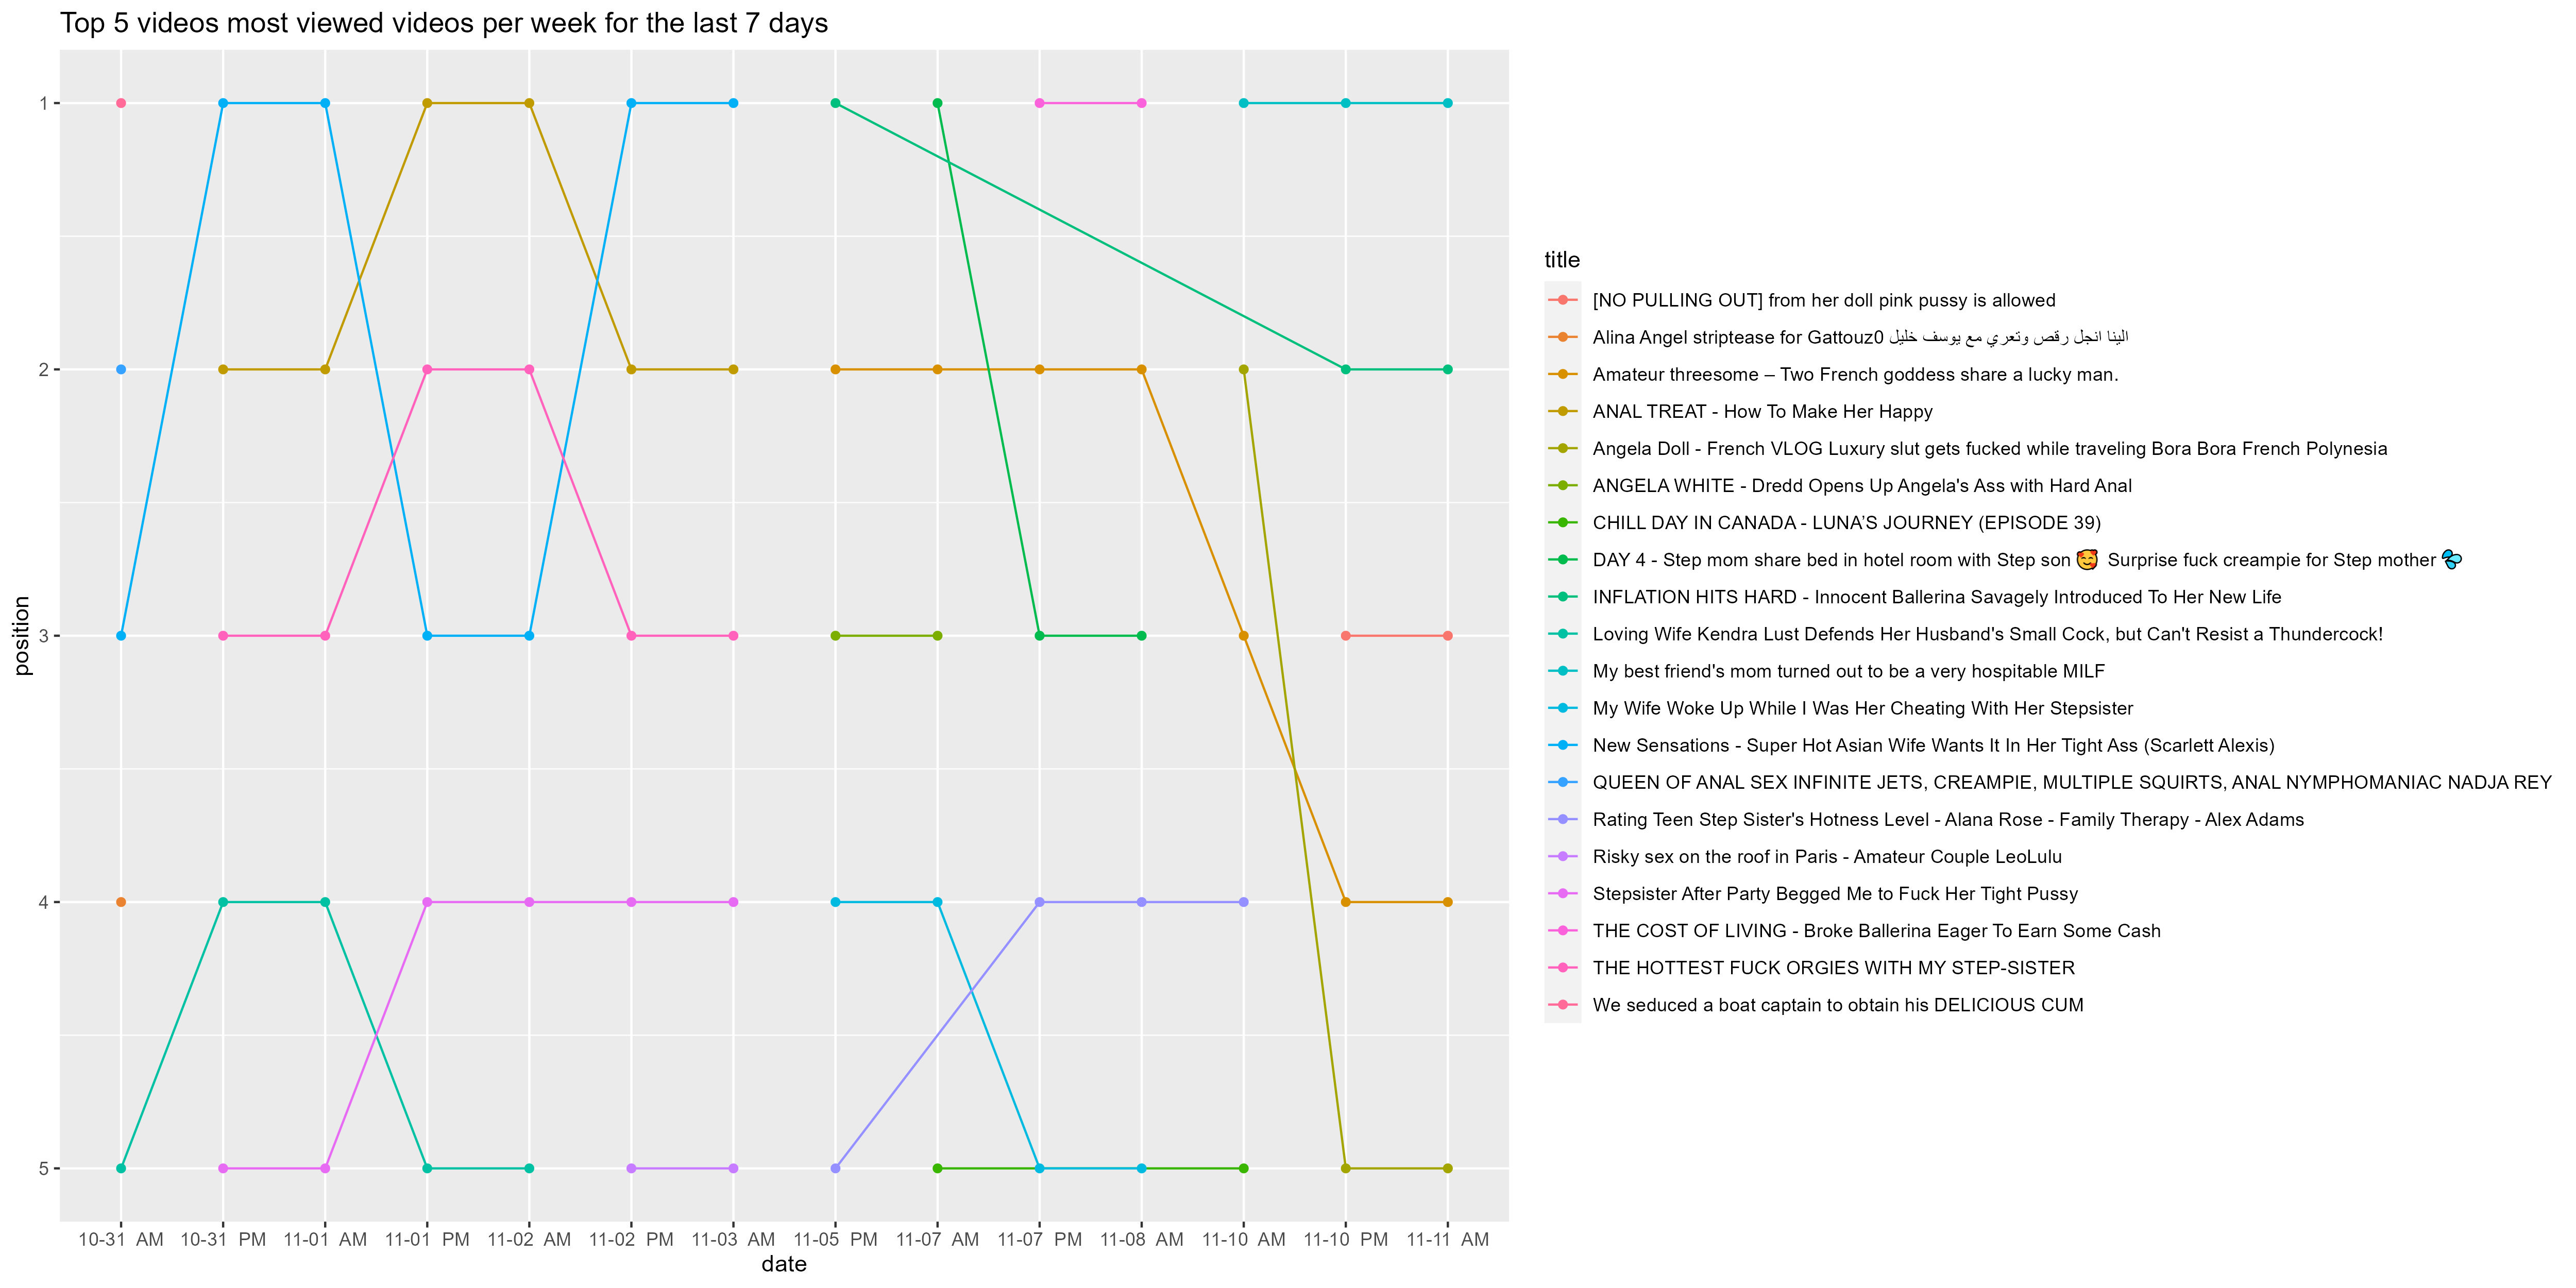 Top 5 videos most viewed videos per week for the last 7 days
position
1
2
3
4
5
10-31 AM
10-31 PM
11-01 AM
11-01 PM
11-02 AM
11-02 PM
11-03 AM
11-05 PM
11-07 AM
11-07 PM
11-08 AM
11-10 AM
11-10 PM
11-11 AM
date
title
[NO PULLING OUT] from her doll pink pussy is allowed
Alina Angel striptease for Gattouz0 الينا انجل رقص وتعري مع يوسف خليل
Amateur threesome – Two French goddess share a lucky man.
ANAL TREAT - How To Make Her Happy
Angela Doll - French VLOG Luxury slut gets fucked while traveling Bora Bora French Polynesia
ANGELA WHITE - Dredd Opens Up Angela's Ass with Hard Anal
CHILL DAY IN CANADA - LUNA’S JOURNEY (EPISODE 39)
DAY 4 - Step mom share bed in hotel room with Step son 🥰 Surprise fuck creampie for Step mother 💦
INFLATION HITS HARD - Innocent Ballerina Savagely Introduced To Her New Life
Loving Wife Kendra Lust Defends Her Husband's Small Cock, but Can't Resist a Thundercock!
My best friend's mom turned out to be a very hospitable MILF
My Wife Woke Up While I Was Her Cheating With Her Stepsister
New Sensations - Super Hot Asian Wife Wants It In Her Tight Ass (Scarlett Alexis)
QUEEN OF ANAL SEX INFINITE JETS, CREAMPIE, MULTIPLE SQUIRTS, ANAL NYMPHOMANIAC NADJA REY
Rating Teen Step Sister's Hotness Level - Alana Rose - Family Therapy - Alex Adams
Risky sex on the roof in Paris - Amateur Couple LeoLulu
Stepsister After Party Begged Me to Fuck Her Tight Pussy
THE COST OF LIVING - Broke Ballerina Eager To Earn Some Cash
THE HOTTEST FUCK ORGIES WITH MY STEP-SISTER
We seduced a boat captain to obtain his DELICIOUS CUM